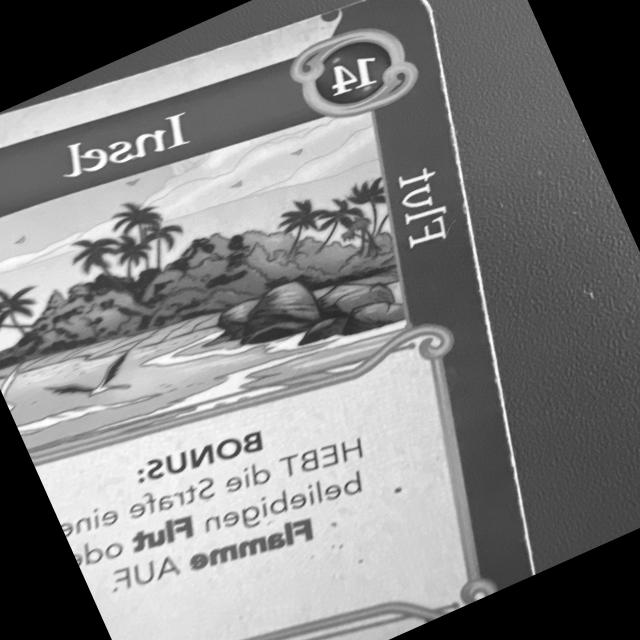 14
Insel
Flut
BONUS:
HEBT die Strafe eine
beliebigen Flut ode
Flamme AUF.